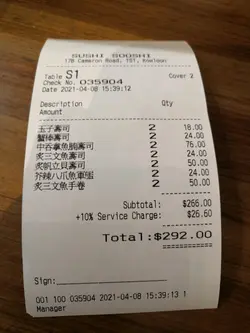 SUSHI SOOSHI
17B Cameron Road, TST, Kowloon
Table S1 Cover 2
Check No. 035904
Date 2021-04-08 15:39:12
Description Qty
Amount
玉子壽司 2 18.00
蟹棒壽司 2 24.00
中吞拿魚腩壽司 2 76.00
炙三文魚壽司 2 24.00
炙帆立貝壽司 2 50.00
芥辣八爪魚軍艦 2 24.00
炙三文魚手卷 2 50.00
Subtotal: $266.00
+10% Service Charge: $26.60
Total:$292.00
===========
Sign:
001 100 035904 2021-04-08 15:39:13 1
Manager